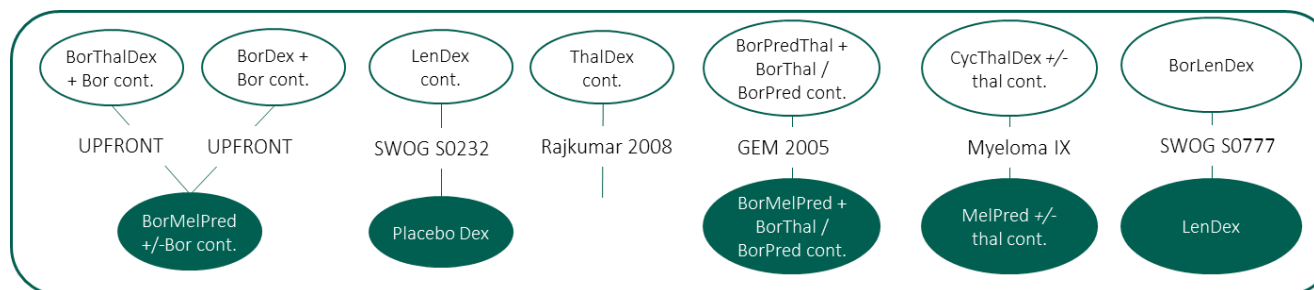 BorThalDex
+ Bor cont.
BorDex +
Bor cont.
LenDex
cont.
ThalDex
cont.
BorPredThal +
BorThal /
BorPred cont.
CycThalDex +/-
thal cont.
BorLenDex
UPFRONT
UPFRONT
SWOG S0232
Rajkumar 2008
GEM 2005
Myeloma IX
SWOG S0777
BorMelPred
+/-Bor cont.
Placebo Dex
BorMelPred +
BorThal /
BorPred cont.
MelPred +/-
thal cont.
LenDex